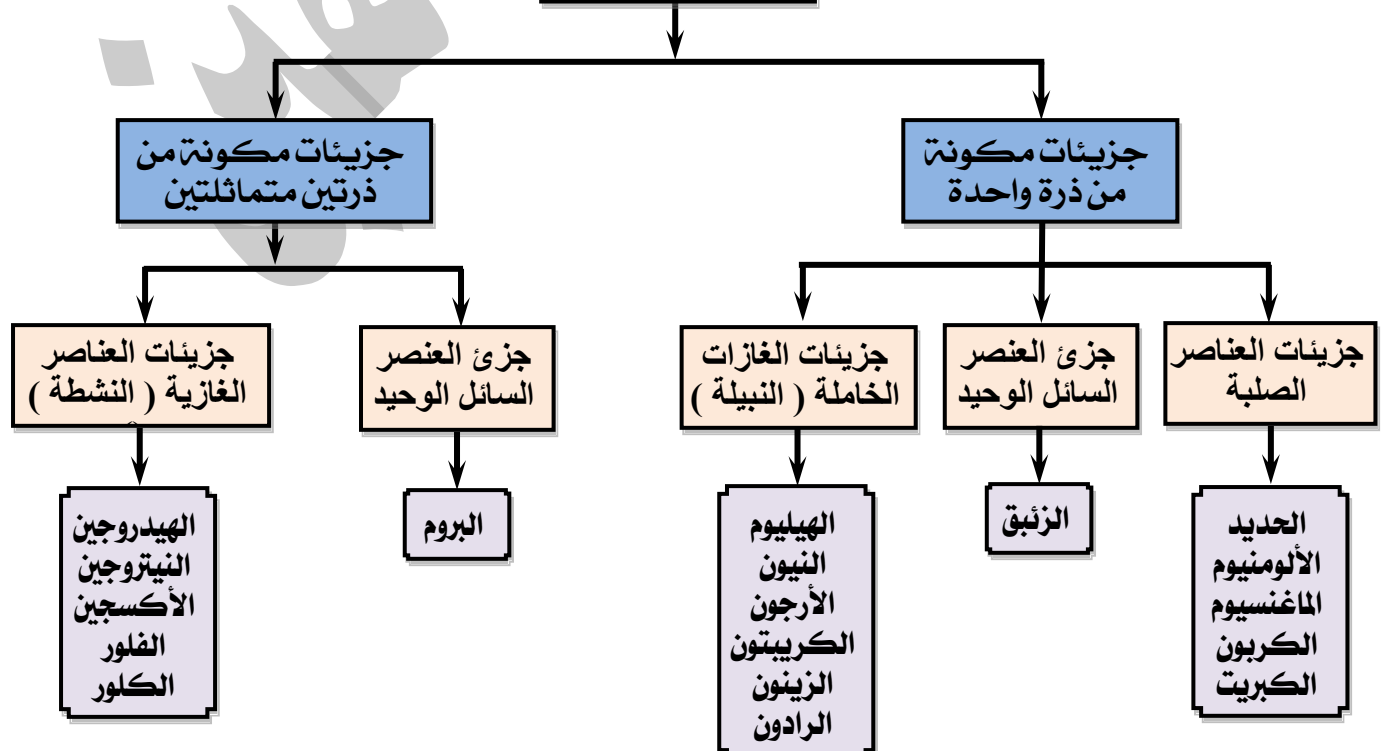 جزيئات مكونة
من ذرة واحدة
جزيئات مكونة من
ذرتين متماثلتين
جزيئات العناصر
الصلبة
جزئ العنصر
السائل الوحيد
جزيئات الغازات
الخاملة ( النبيلة )
جزئ العنصر
السائل الوحيد
جزيئات العناصر
الغازية ( النشطة )
الحديد
الألومنيوم
الماغنسيوم
الكربون
الكبريت
الزئبق
الهيليوم
النيون
الأرجون
الكريبتون
الزينون
الرادون
البروم
الهيدروجين
النيتروجين
الأكسجين
الفلور
الكلور